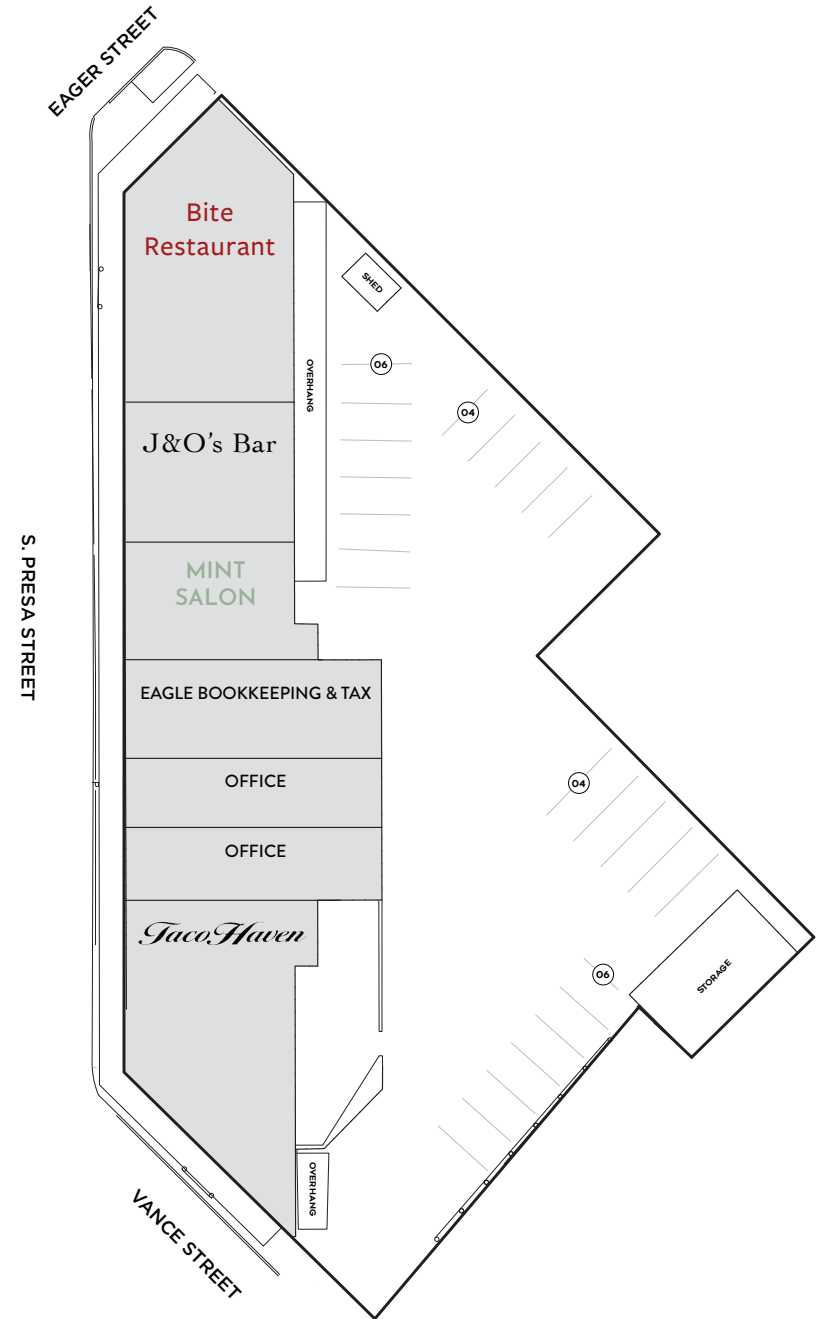 EAGER STREET
Bite
Restaurant
SHED
OVERHANG
06
04
J&O's Bar
S. PRESA STREET
MINT
SALON
EAGLE BOOKKEEPING & TAX
OFFICE
04
OFFICE
TacoHaven
06
STORAGE
OVERHANG
VANCE STREET